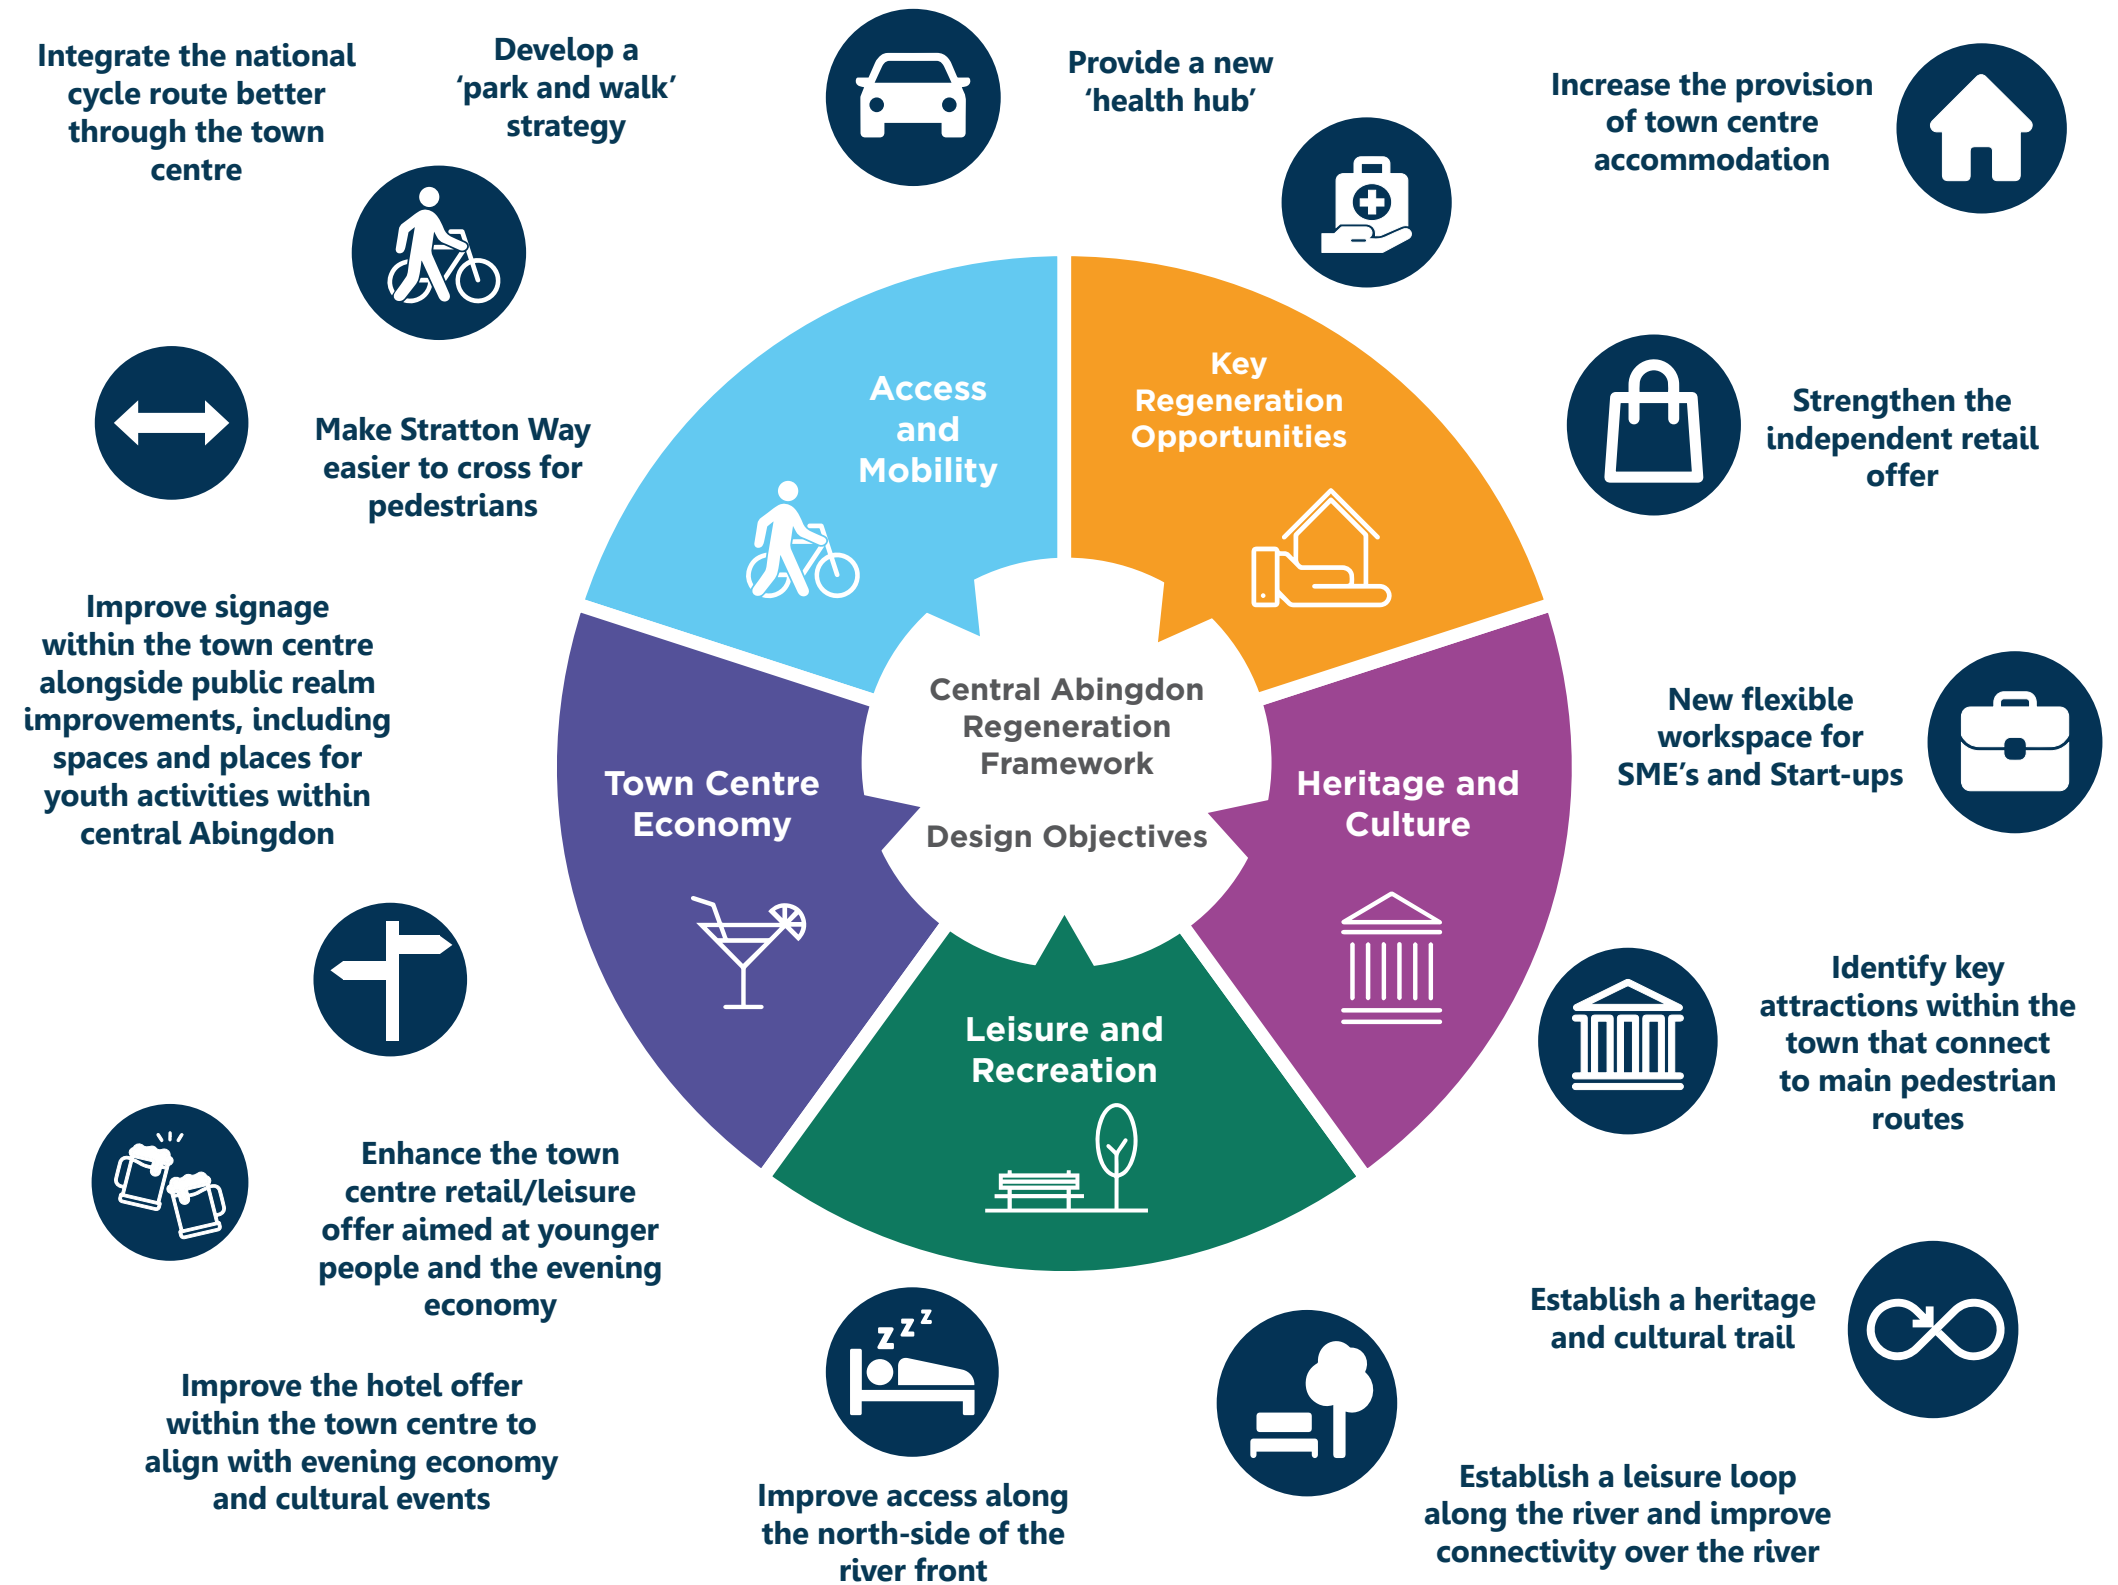 Integrate the national
cycle route better
through the town
centre
Develop a
‘park and walk’
strategy
Provide a new
‘health hub’
Increase the provision
of town centre
accommodation
Make Stratton Way
easier to cross for
pedestrians
Access
and
Mobility
Key
Regeneration
Opportunities
Strengthen the
independent retail
offer
Improve signage
within the town centre
alongside public realm
improvements, including
spaces and places for
youth activities within
central Abingdon
Town Centre
Economy
Central Abingdon
Regeneration
Framework
Design Objectives
Heritage and
Culture
New flexible
workspace for
SME’s and Start-ups
Leisure and
Recreation
Identify key
attractions within the
town that connect
to main pedestrian
routes
Enhance the town
centre retail/leisure
offer aimed at younger
people and the evening
economy
Establish a heritage
and cultural trail
Improve the hotel offer
within the town centre to
align with evening economy
and cultural events
z z z
Improve access along
the north-side of the
river front
Establish a leisure loop
along the river and improve
connectivity over the river